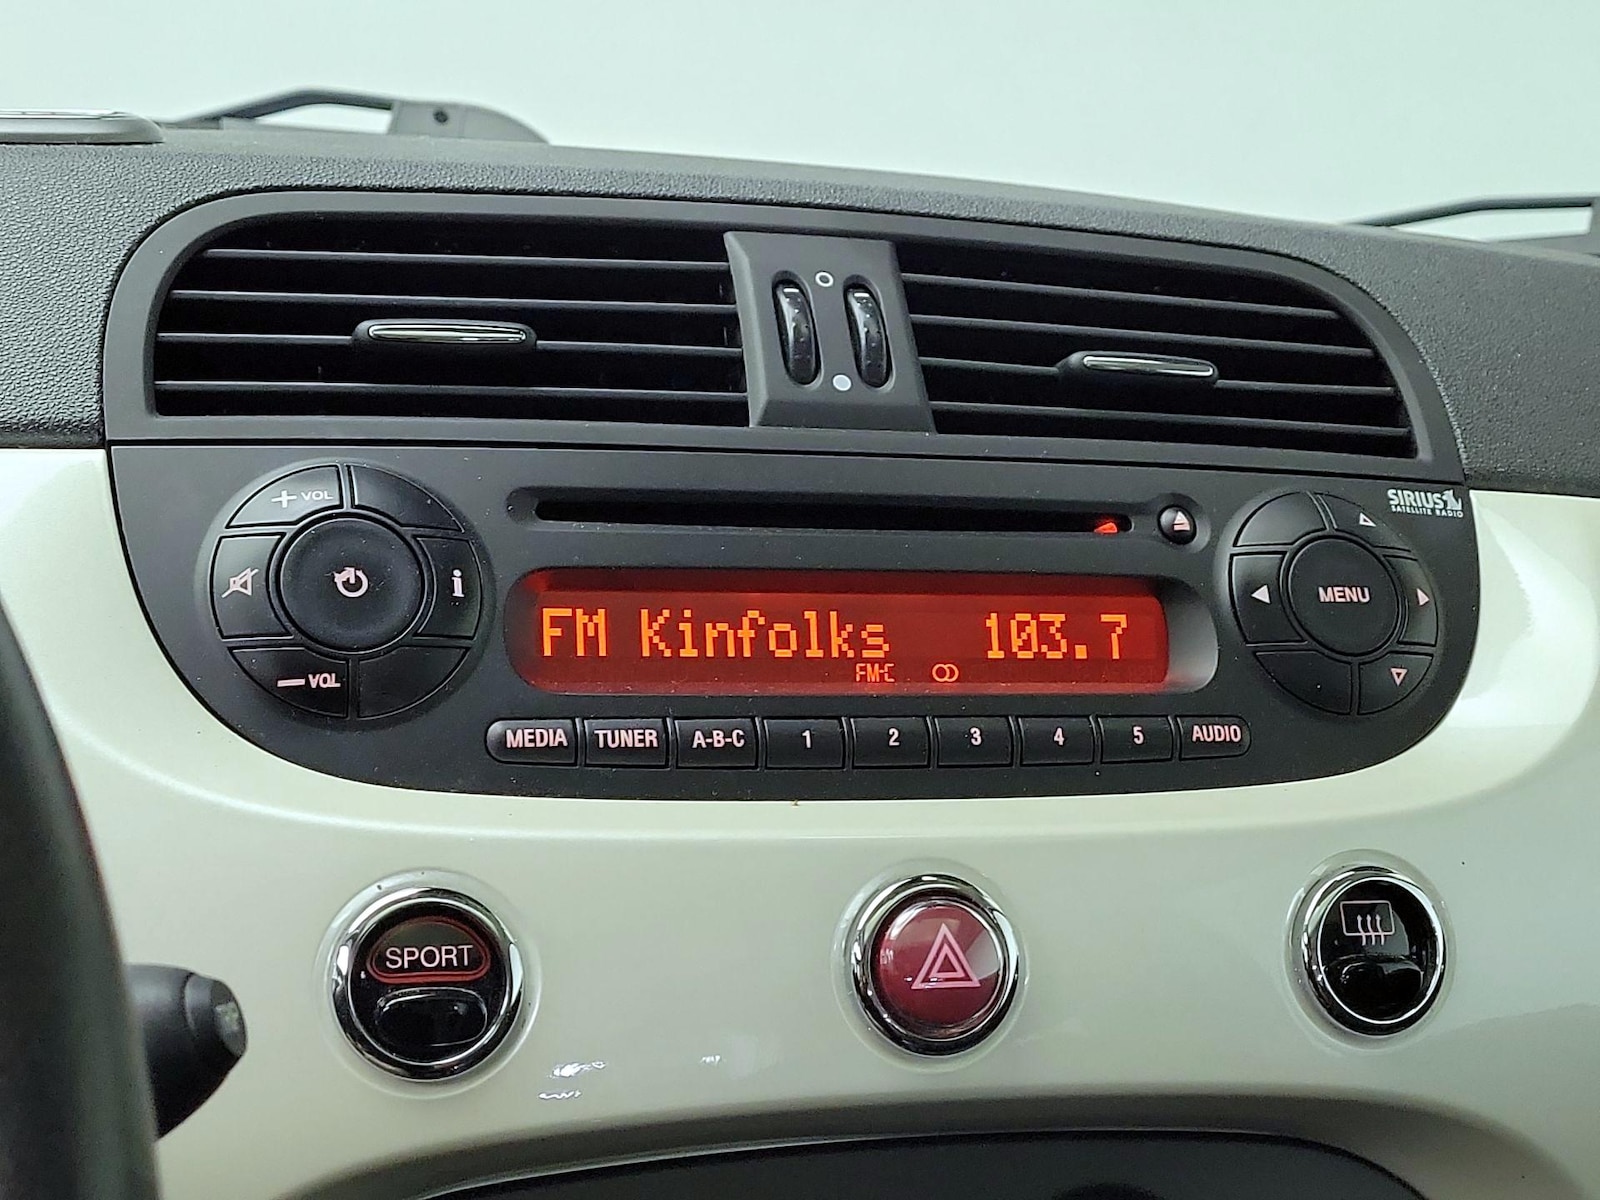 + VOL
i
- VOL
SIRIUS
SATELLITE RADIO
MENU
FM Kinfolks 103.7
FM-C
MEDIA TUNER A-B-C 1 2 3 4 5 AUDIO
SPORT